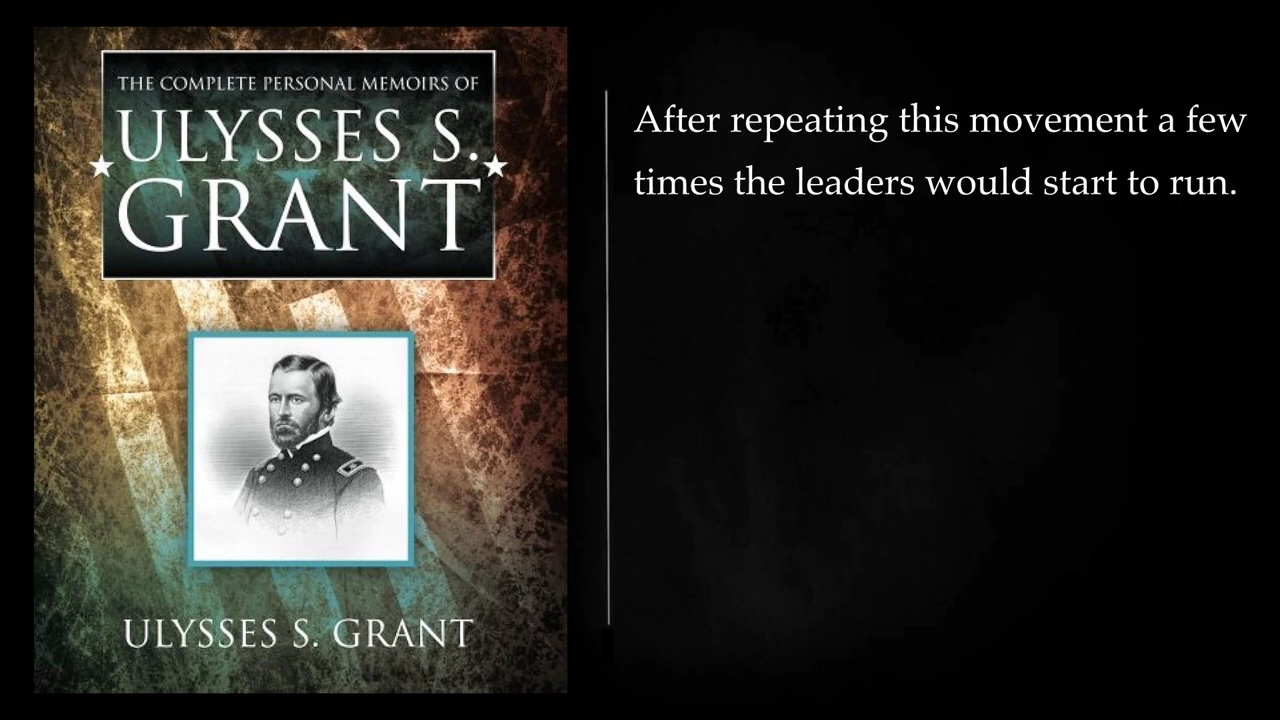 THE COMPLETE PERSONAL MEMOIRS OF
ULYSSES S.
GRANT
ULYSSES S. GRANT
After repeating this movement a few
times the leaders would start to run.